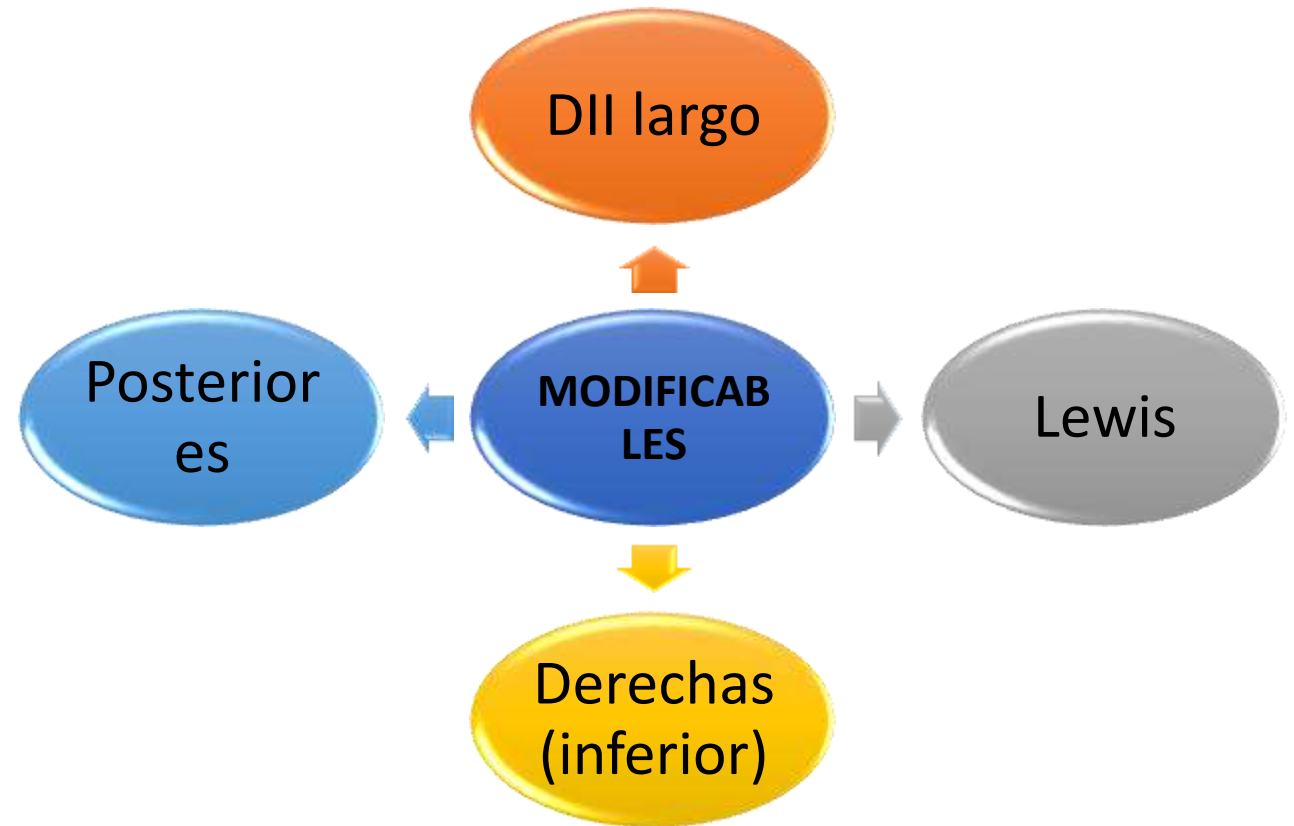 DII largo
Posterior
es
MODIFICAB
LES
Lewis
Derechas
(inferior)